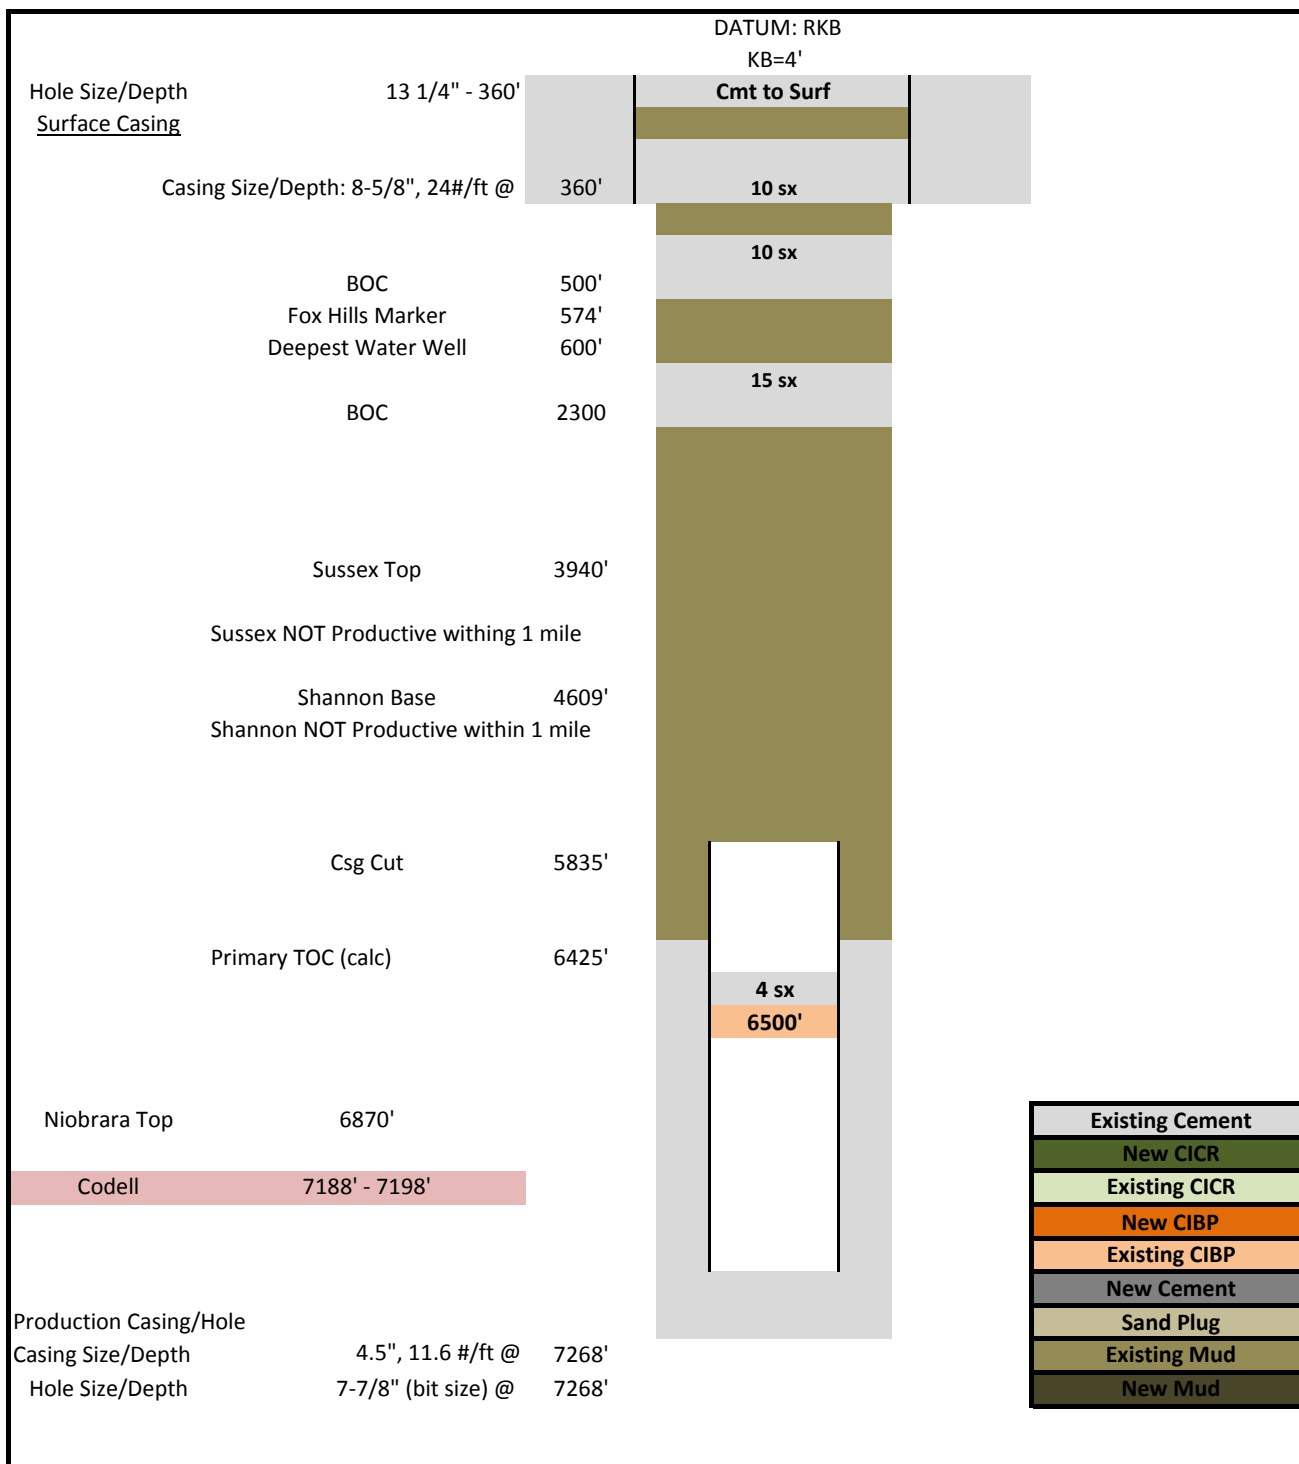 DATUM: RKB
KB=4'
Hole Size/Depth 13 1/4" - 360' Cmt to Surf
Surface Casing
Casing Size/Depth: 8-5/8", 24#/ft @ 360' 10 sx
10 sx
BOC 500'
Fox Hills Marker 574'
Deepest Water Well 600'
15 sx
BOC 2300
Sussex Top 3940'
Sussex NOT Productive withing 1 mile
Shannon Base 4609'
Shannon NOT Productive within 1 mile
Csg Cut 5835'
Primary TOC (calc) 6425'
4 sx
6500'
Niobrara Top 6870'
Codell 7188' - 7198'
Production Casing/Hole
Casing Size/Depth 4.5", 11.6 #/ft @ 7268'
Hole Size/Depth 7-7/8" (bit size) @ 7268'
Existing Cement
New CICR
Existing CICR
New CIBP
Existing CIBP
New Cement
Sand Plug
Existing Mud
New Mud